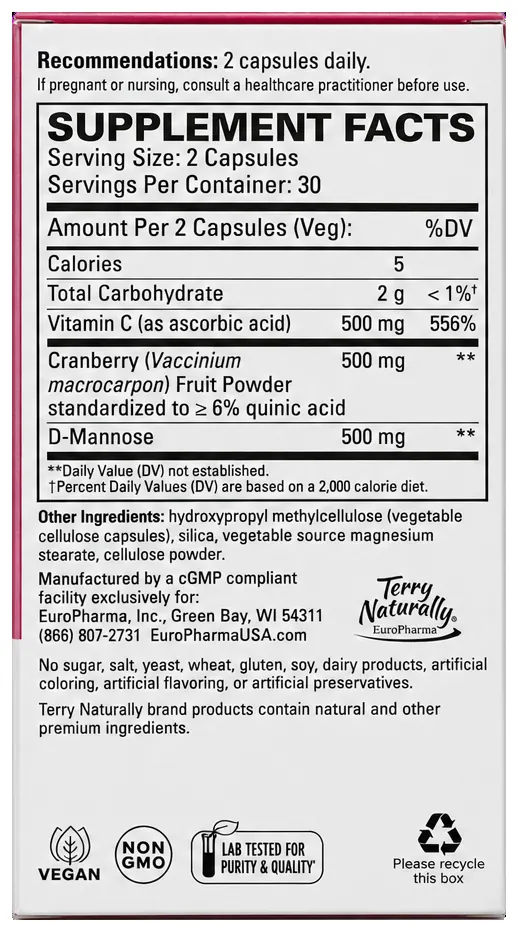 Recommendations: 2 capsules daily.
If pregnant or nursing, consult a healthcare practitioner before use.
SUPPLEMENT FACTS
Serving Size: 2 Capsules
Servings Per Container: 30
Amount Per 2 Capsules (Veg): %DV
Calories 5
Total Carbohydrate 2 g < 1%†
Vitamin C (as ascorbic acid) 500 mg 556%
Cranberry (Vaccinium 500 mg **
macrocarpon) Fruit Powder
standardized to ≥ 6% quinic acid
D-Mannose 500 mg **
**Daily Value (DV) not established.
†Percent Daily Values (DV) are based on a 2,000 calorie diet.
Other Ingredients: hydroxypropyl methylcellulose (vegetable
cellulose capsules), silica, vegetable source magnesium
stearate, cellulose powder.
Manufactured by a cGMP compliant
facility exclusively for:
EuroPharma, Inc., Green Bay, WI 54311
(866) 807-2731 EuroPharmaUSA.com
Terry
Naturally®
EuroPharma
No sugar, salt, yeast, wheat, gluten, soy, dairy products, artificial
coloring, artificial flavoring, or artificial preservatives.
Terry Naturally brand products contain natural and other
premium ingredients.
VEGAN
NON
GMO
LAB TESTED FOR
PURITY & QUALITY*
Please recycle
this box